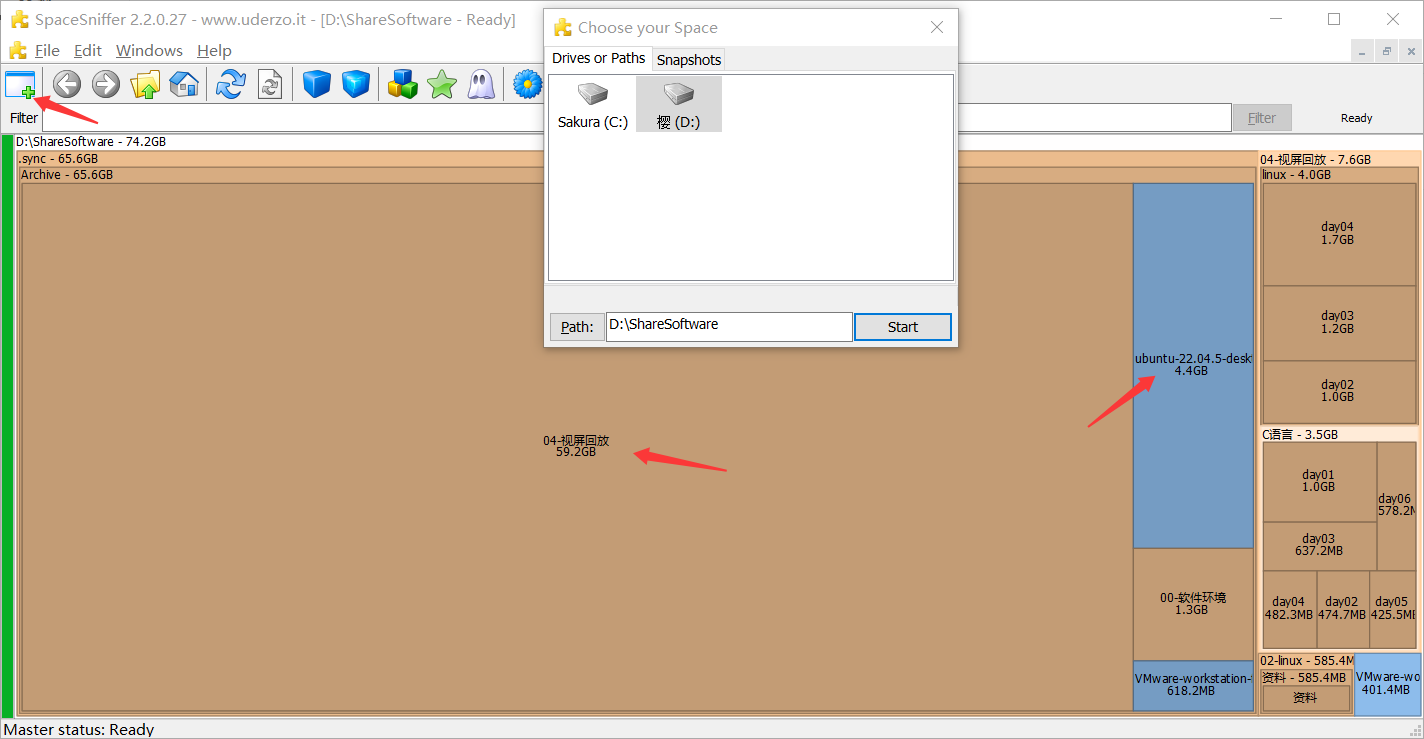 SpaceSniffer 2.2.0.27 - www.uderzo.it - [D:\ShareSoftware - Ready]
File Edit Windows Help
Filter
Filter
Ready
Choose your Space
Drives or Paths
Snapshots
Sakura (C:)
樱 (D:)
Path:
D:\ShareSoftware
Start
D:\ShareSoftware - 74.2GB
.sync - 65.6GB
Archive - 65.6GB
04-视屏回放
59.2GB
ubuntu-22.04.5-desk
4.4GB
00-软件环境
1.3GB
VMware-workstation-
618.2MB
04-视屏回放 - 7.6GB
linux - 4.0GB
day04
1.7GB
day03
1.2GB
day02
1.0GB
C语言 - 3.5GB
day01
1.0GB
day06
578.2M
day03
637.2MB
day04
482.3MB
day02
474.7MB
day05
425.5M
02-linux - 585.4M
资料 - 585.4MB
资料
VMware-wo
401.4MB
Master status: Ready